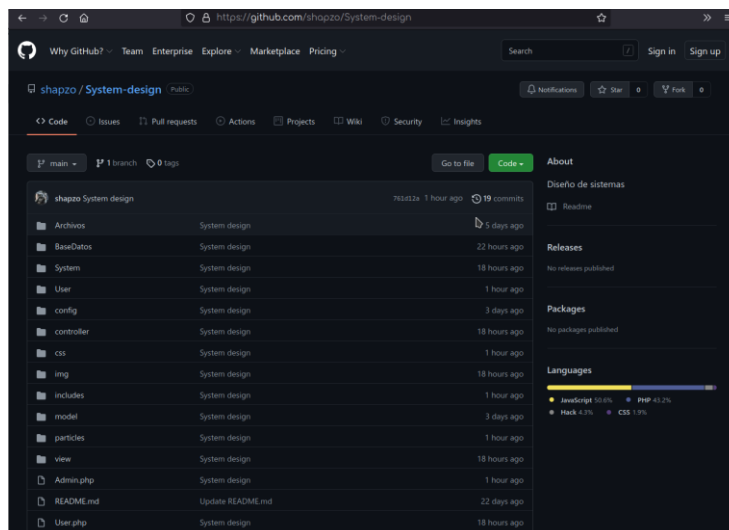 https://github.com/shapzo/System-design
Why GitHub? Team Enterprise Explore Marketplace Pricing Search / Sign in Sign up
shapzo / System-design Public Notifications Star 0 Fork 0
Code Issues Pull requests Actions Projects Wiki Security Insights
main 1 branch 0 tags Go to file Code
shapzo System design 761d12a 1 hour ago 19 commits
Archivos System design 5 days ago
BaseDatos System design 22 hours ago
System System design 18 hours ago
User System design 1 hour ago
config System design 3 days ago
controller System design 18 hours ago
css System design 1 hour ago
img System design 18 hours ago
includes System design 1 hour ago
model System design 3 days ago
particles System design 1 hour ago
view System design 18 hours ago
Admin.php System design 1 hour ago
README.md Update README.md 22 days ago
User.php System design 18 hours ago
About
Diseño de sistemas
Readme
Releases
No releases published
Packages
No packages published
Languages
JavaScript 50.6% PHP 43.2%
Hack 4.3% CSS 1.9%